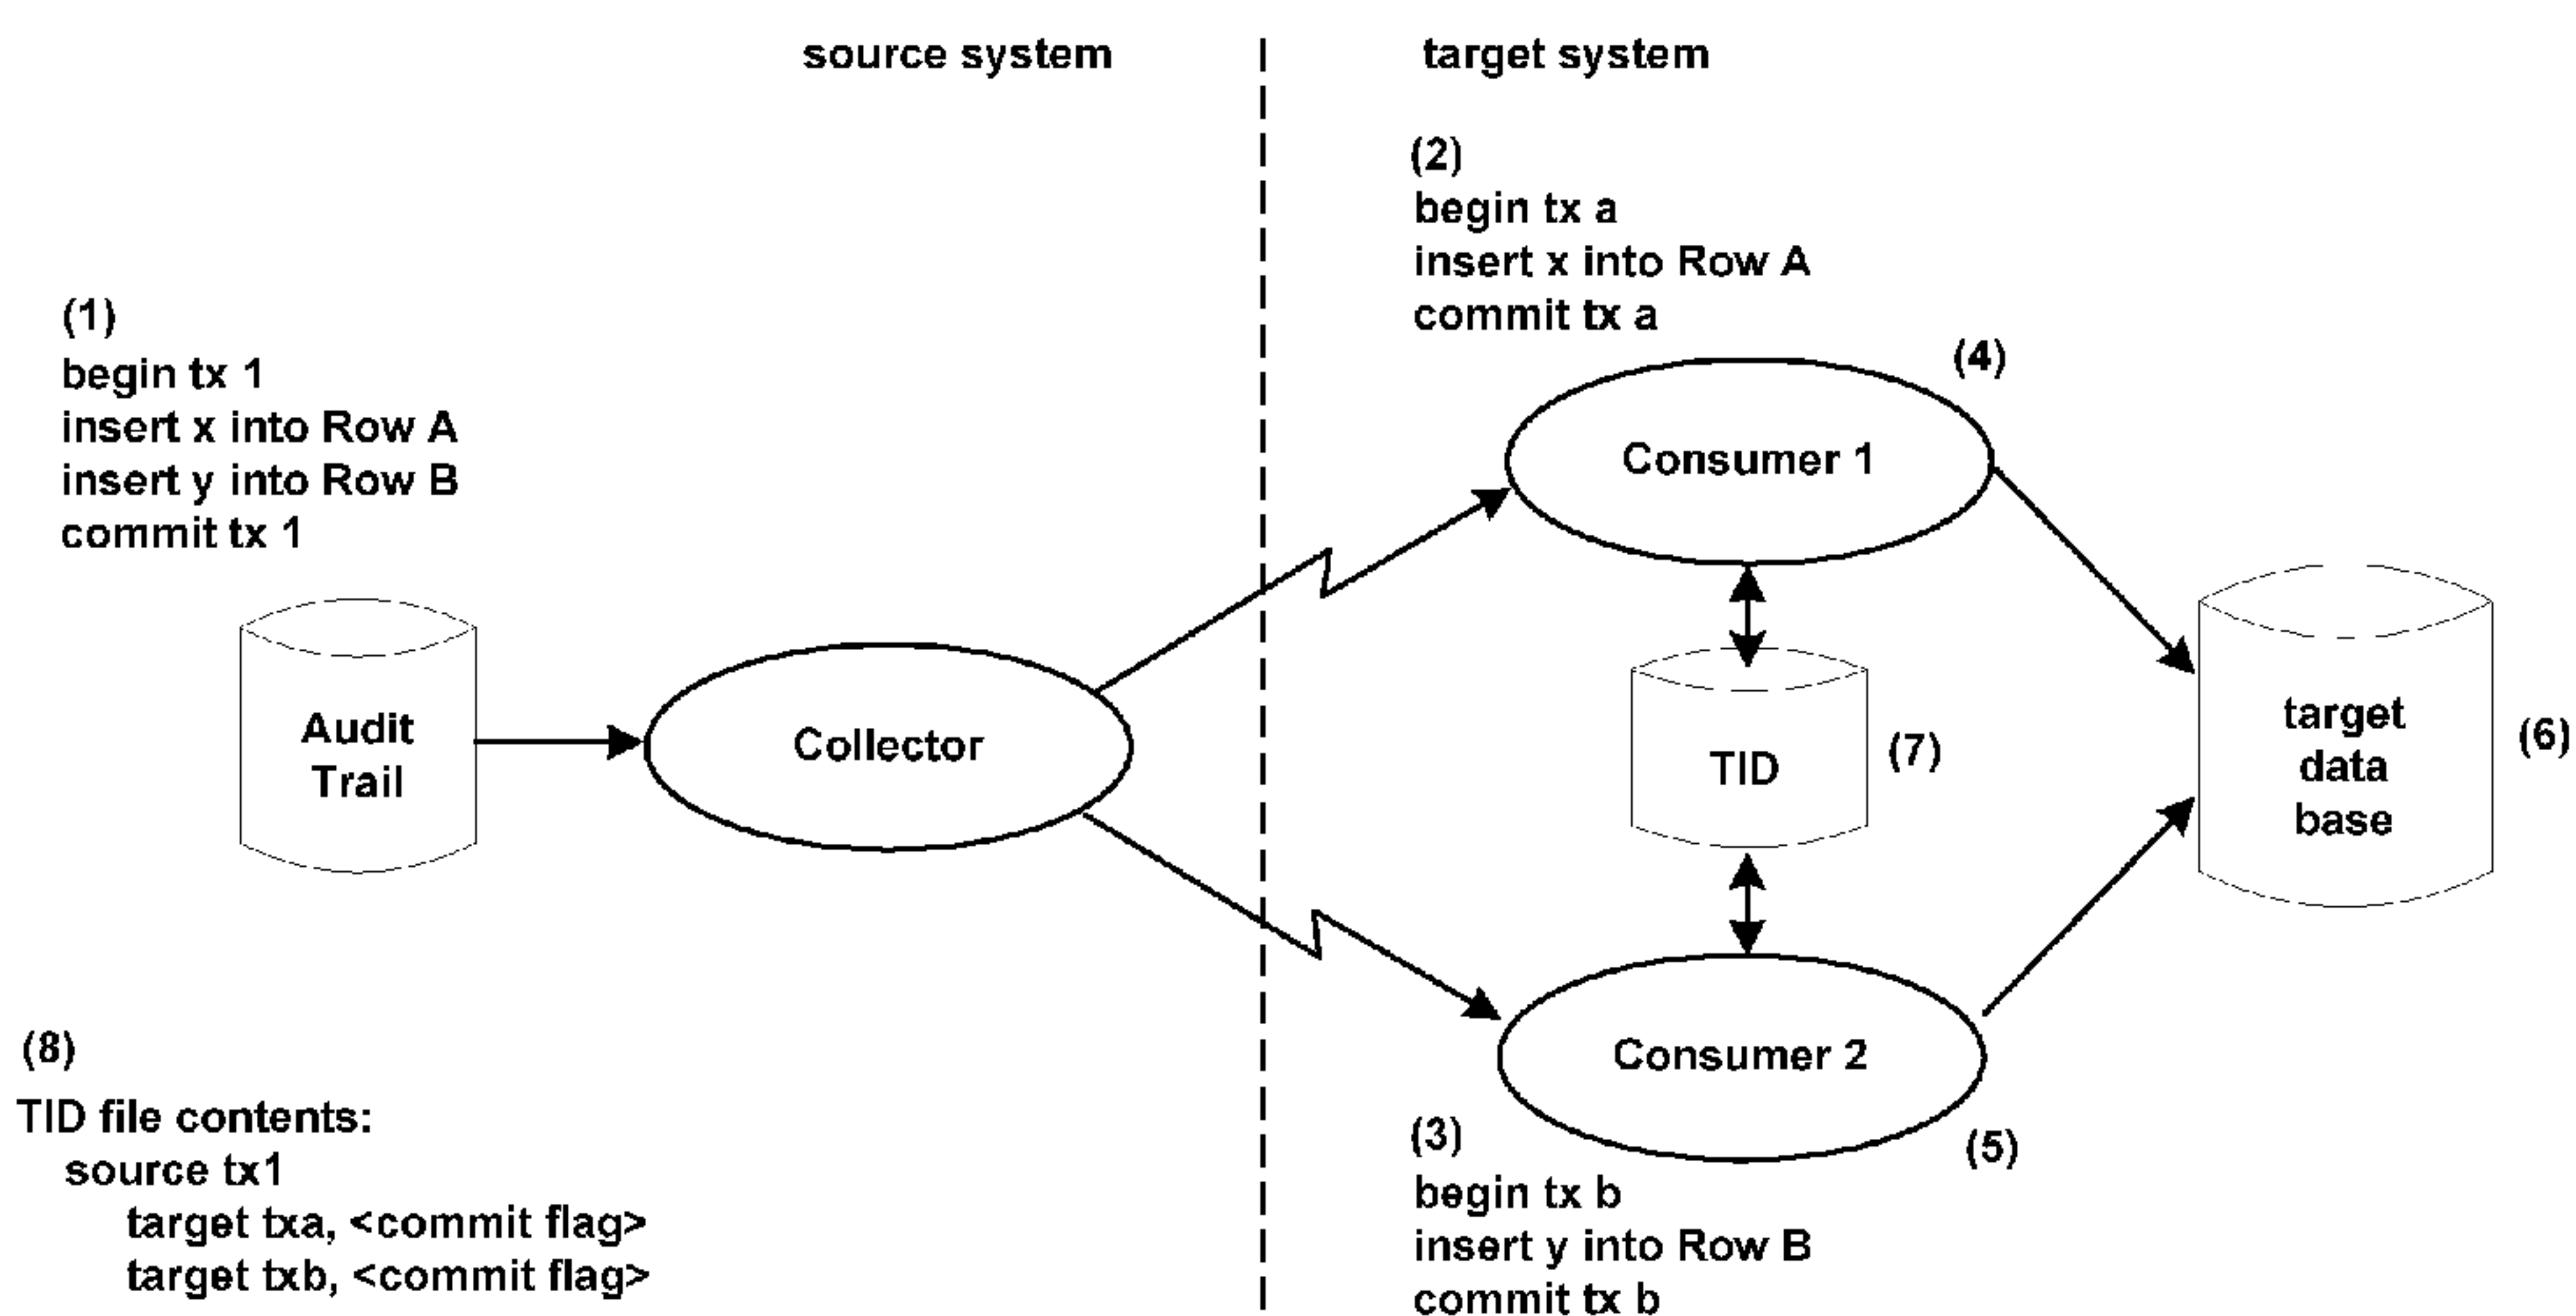 source system
target system
(1)
begin tx 1
insert x into Row A
insert y into Row B
commit tx 1
(2)
begin tx a
insert x into Row A
commit tx a
(4)
Consumer 1
Audit
Trail
Collector
TID
(7)
target
data
base
(6)
Consumer 2
(5)
(3)
begin tx b
insert y into Row B
commit tx b
(8)
TID file contents:
source tx1
target txa, <commit flag>
target txb, <commit flag>